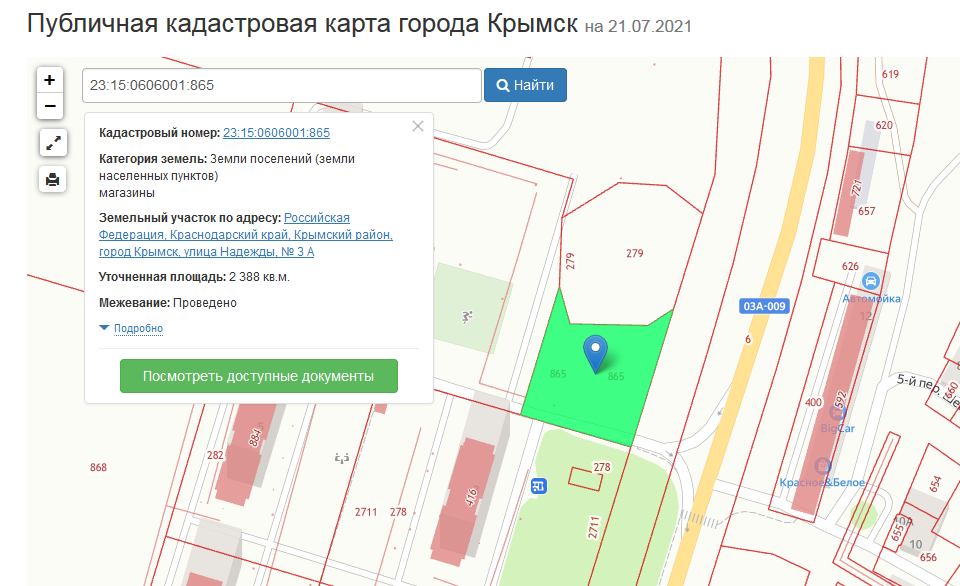 Публичная кадастровая карта города Крымск на 21.07.2021
+
23:15:0606001:865
Найти
−
Кадастровый номер: 23:15:0606001:865
Категория земель: Земли поселений (земли
населенных пунктов)
магазины
Земельный участок по адресу: Российская
Федерация, Краснодарский край, Крымский район,
город Крымск, улица Надежды, № 3 А
Уточненная площадь: 2 388 кв.м.
Межевание: Проведено
Подробно
Посмотреть доступные документы
619
620
721
657
279
279
626
Автомойка
12
03А-009
6
865
865
5-й пер.
660
400
592
BigCar
884
282
868
278
Красное&Белое
654
416
2711
278
2711
10А
655
10
656